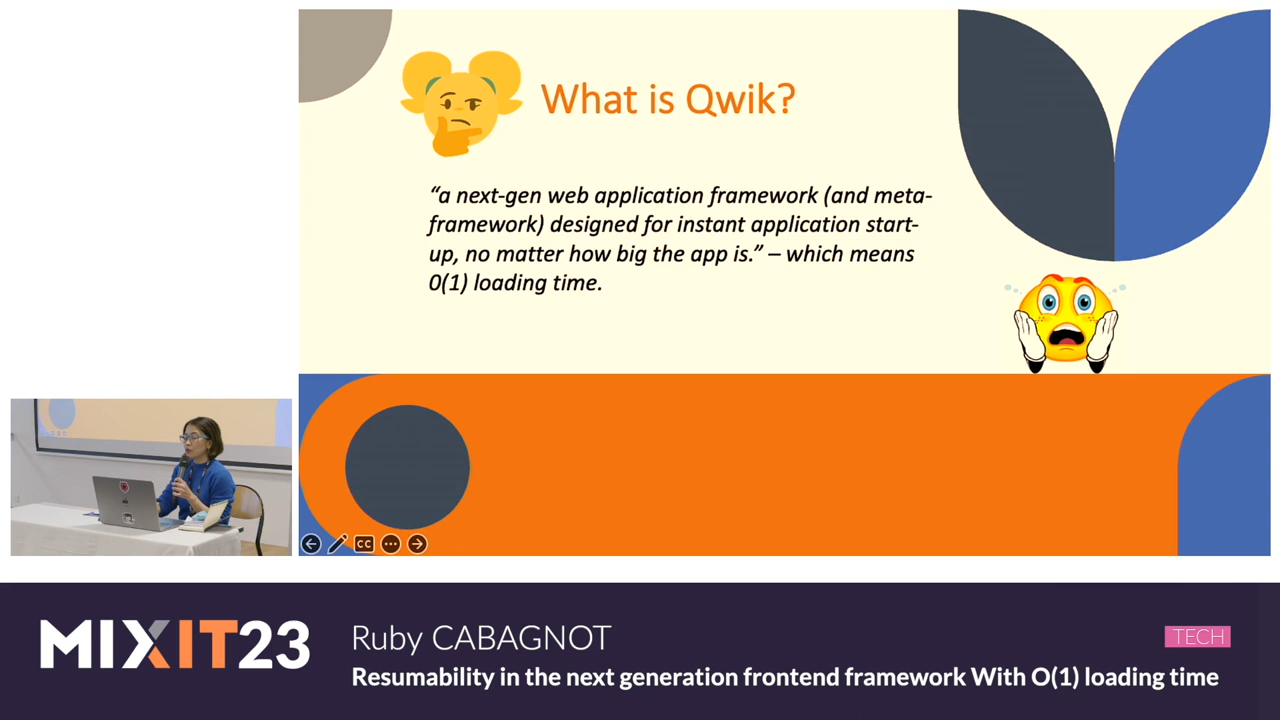 What is Qwik?
“a next-gen web application framework (and meta-
framework) designed for instant application start-
up, no matter how big the app is.” – which means
0(1) loading time.
CC
MIXIT23
Ruby CABAGNOT
TECH
Resumability in the next generation frontend framework With O(1) loading time